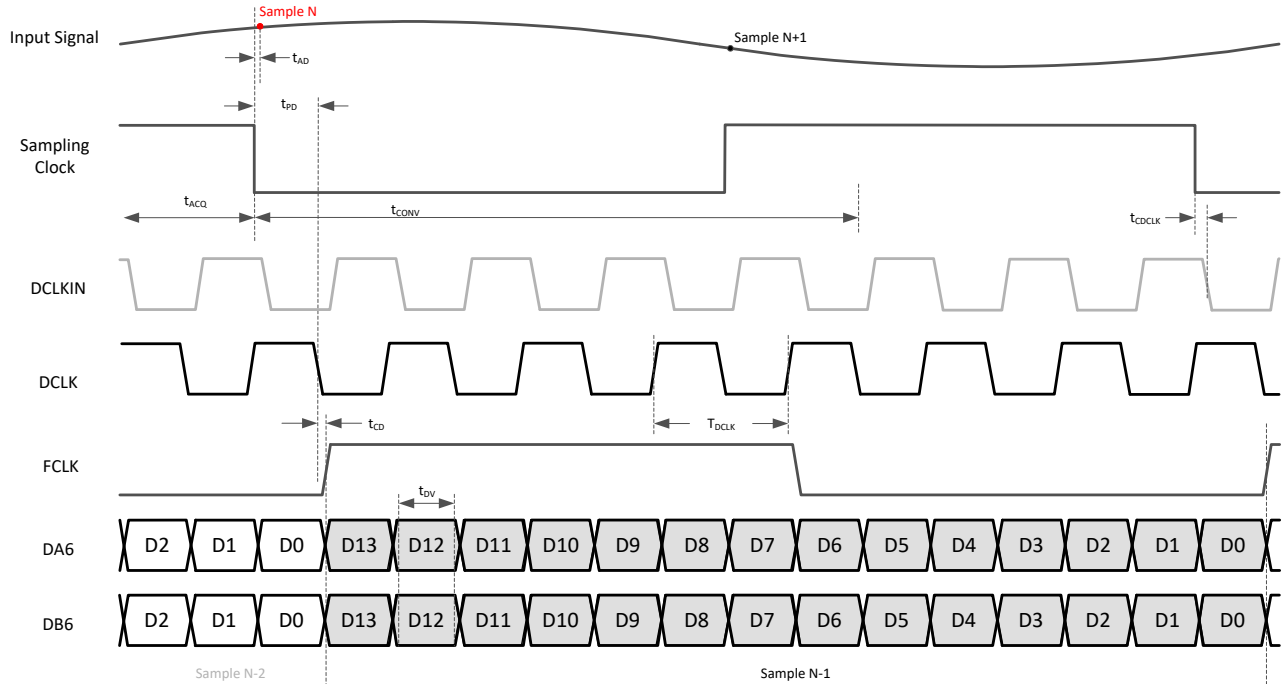 Sample N
Input Signal
Sample N+1
tAD
tPD
Sampling
Clock
tACQ
tCONV
tCDCLK
DCLKIN
DCLK
tCD
TDCLK
FCLK
tDV
DA6 D2 D1 D0 D13 D12 D11 D10 D9 D8 D7 D6 D5 D4 D3 D2 D1 D0
DB6 D2 D1 D0 D13 D12 D11 D10 D9 D8 D7 D6 D5 D4 D3 D2 D1 D0
Sample N-2 Sample N-1